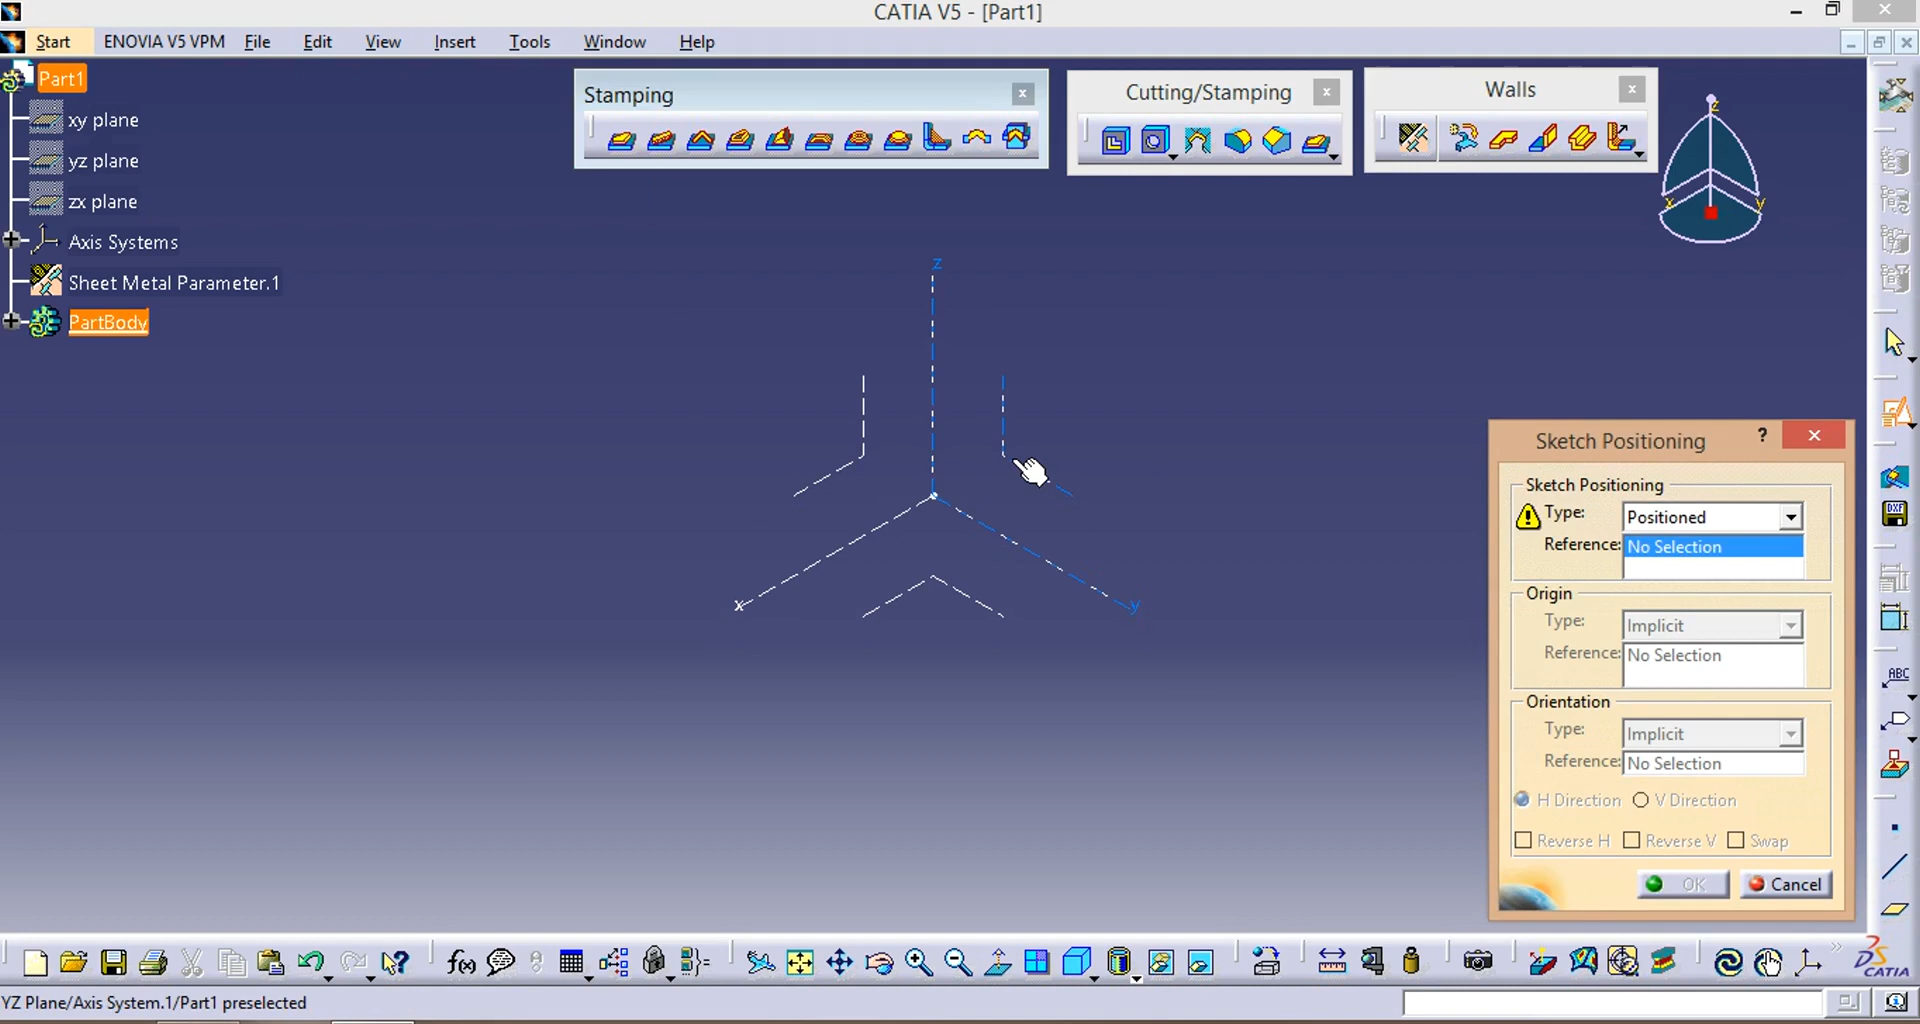 CATIA V5 - [Part1]
Start ENOVIA V5 VPM File Edit View Insert Tools Window Help
Part1
xy plane
yz plane
zx plane
Axis Systems
Sheet Metal Parameter.1
PartBody
Stamping
Cutting/Stamping
Walls
z
x
y
z
x
y
Sketch Positioning ?
Sketch Positioning
Type: Positioned
Reference: No Selection
Origin
Type: Implicit
Reference: No Selection
Orientation
Type: Implicit
Reference: No Selection
H Direction V Direction
Reverse H Reverse V Swap
OK Cancel
DXF
ABC
f(x)
CATIA
YZ Plane/Axis System.1/Part1 preselected